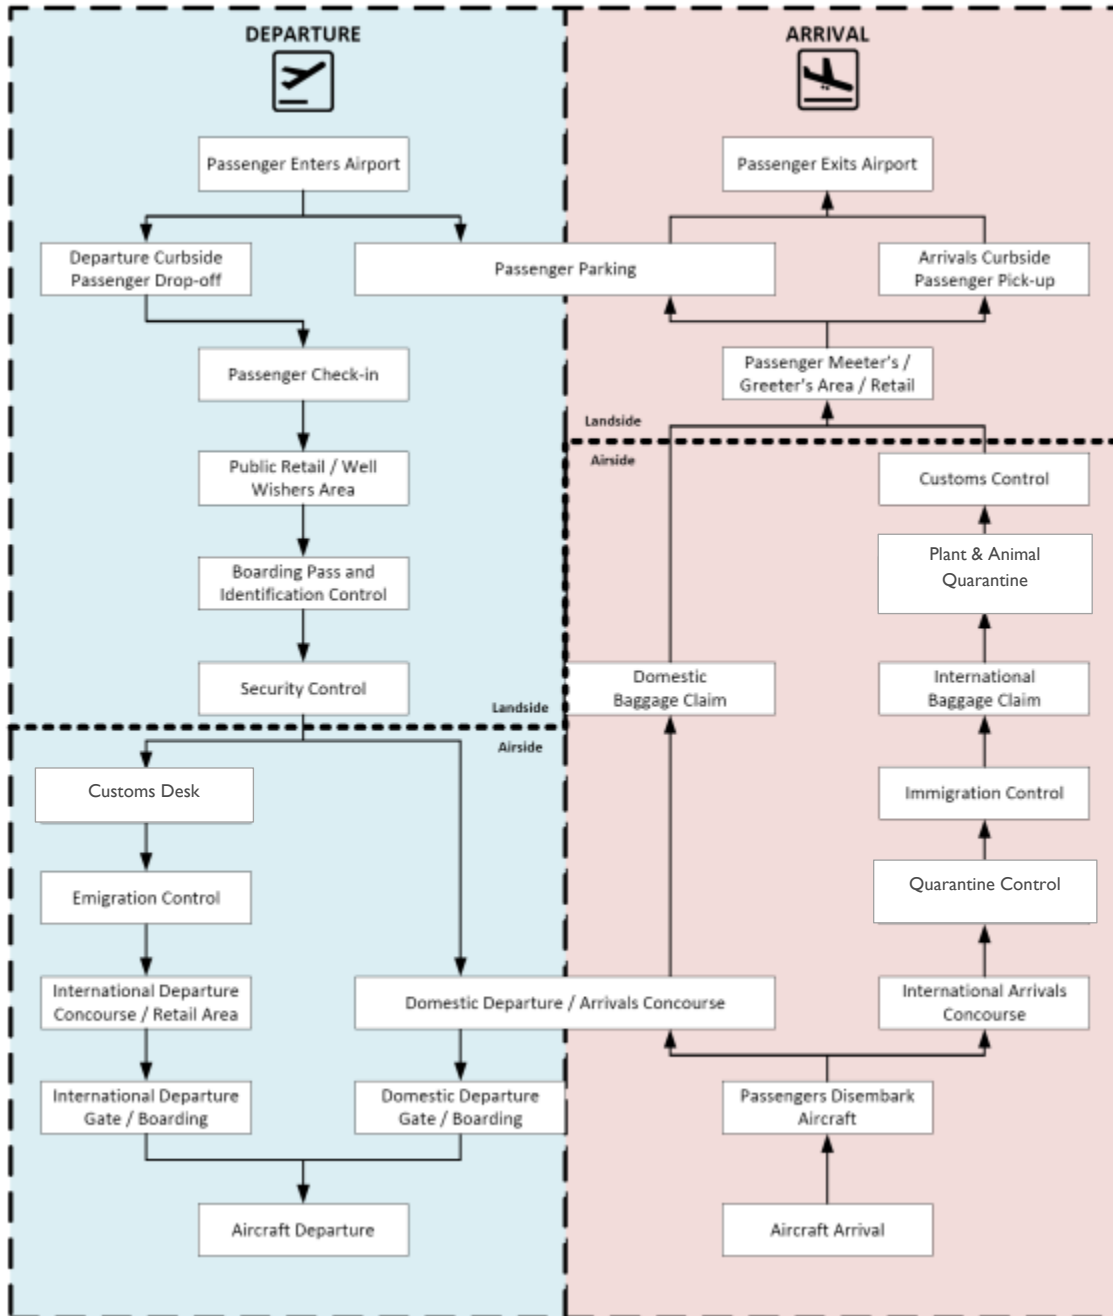 DEPARTURE
Passenger Enters Airport
Departure Curbside
Passenger Drop-off
Passenger Parking
Passenger Check-in
Public Retail / Well
Wishers Area
Boarding Pass and
Identification Control
Security Control
Landside
Airside
Customs Desk
Emigration Control
International Departure
Concourse / Retail Area
Domestic Departure / Arrivals Concourse
International Departure
Gate / Boarding
Domestic Departure
Gate / Boarding
Aircraft Departure
ARRIVAL
Passenger Exits Airport
Arrivals Curbside
Passenger Pick-up
Passenger Meeter's /
Greeter's Area / Retail
Landside
Airside
Customs Control
Plant & Animal
Quarantine
Domestic
Baggage Claim
International
Baggage Claim
Immigration Control
Quarantine Control
International Arrivals
Concourse
Passengers Disembark
Aircraft
Aircraft Arrival